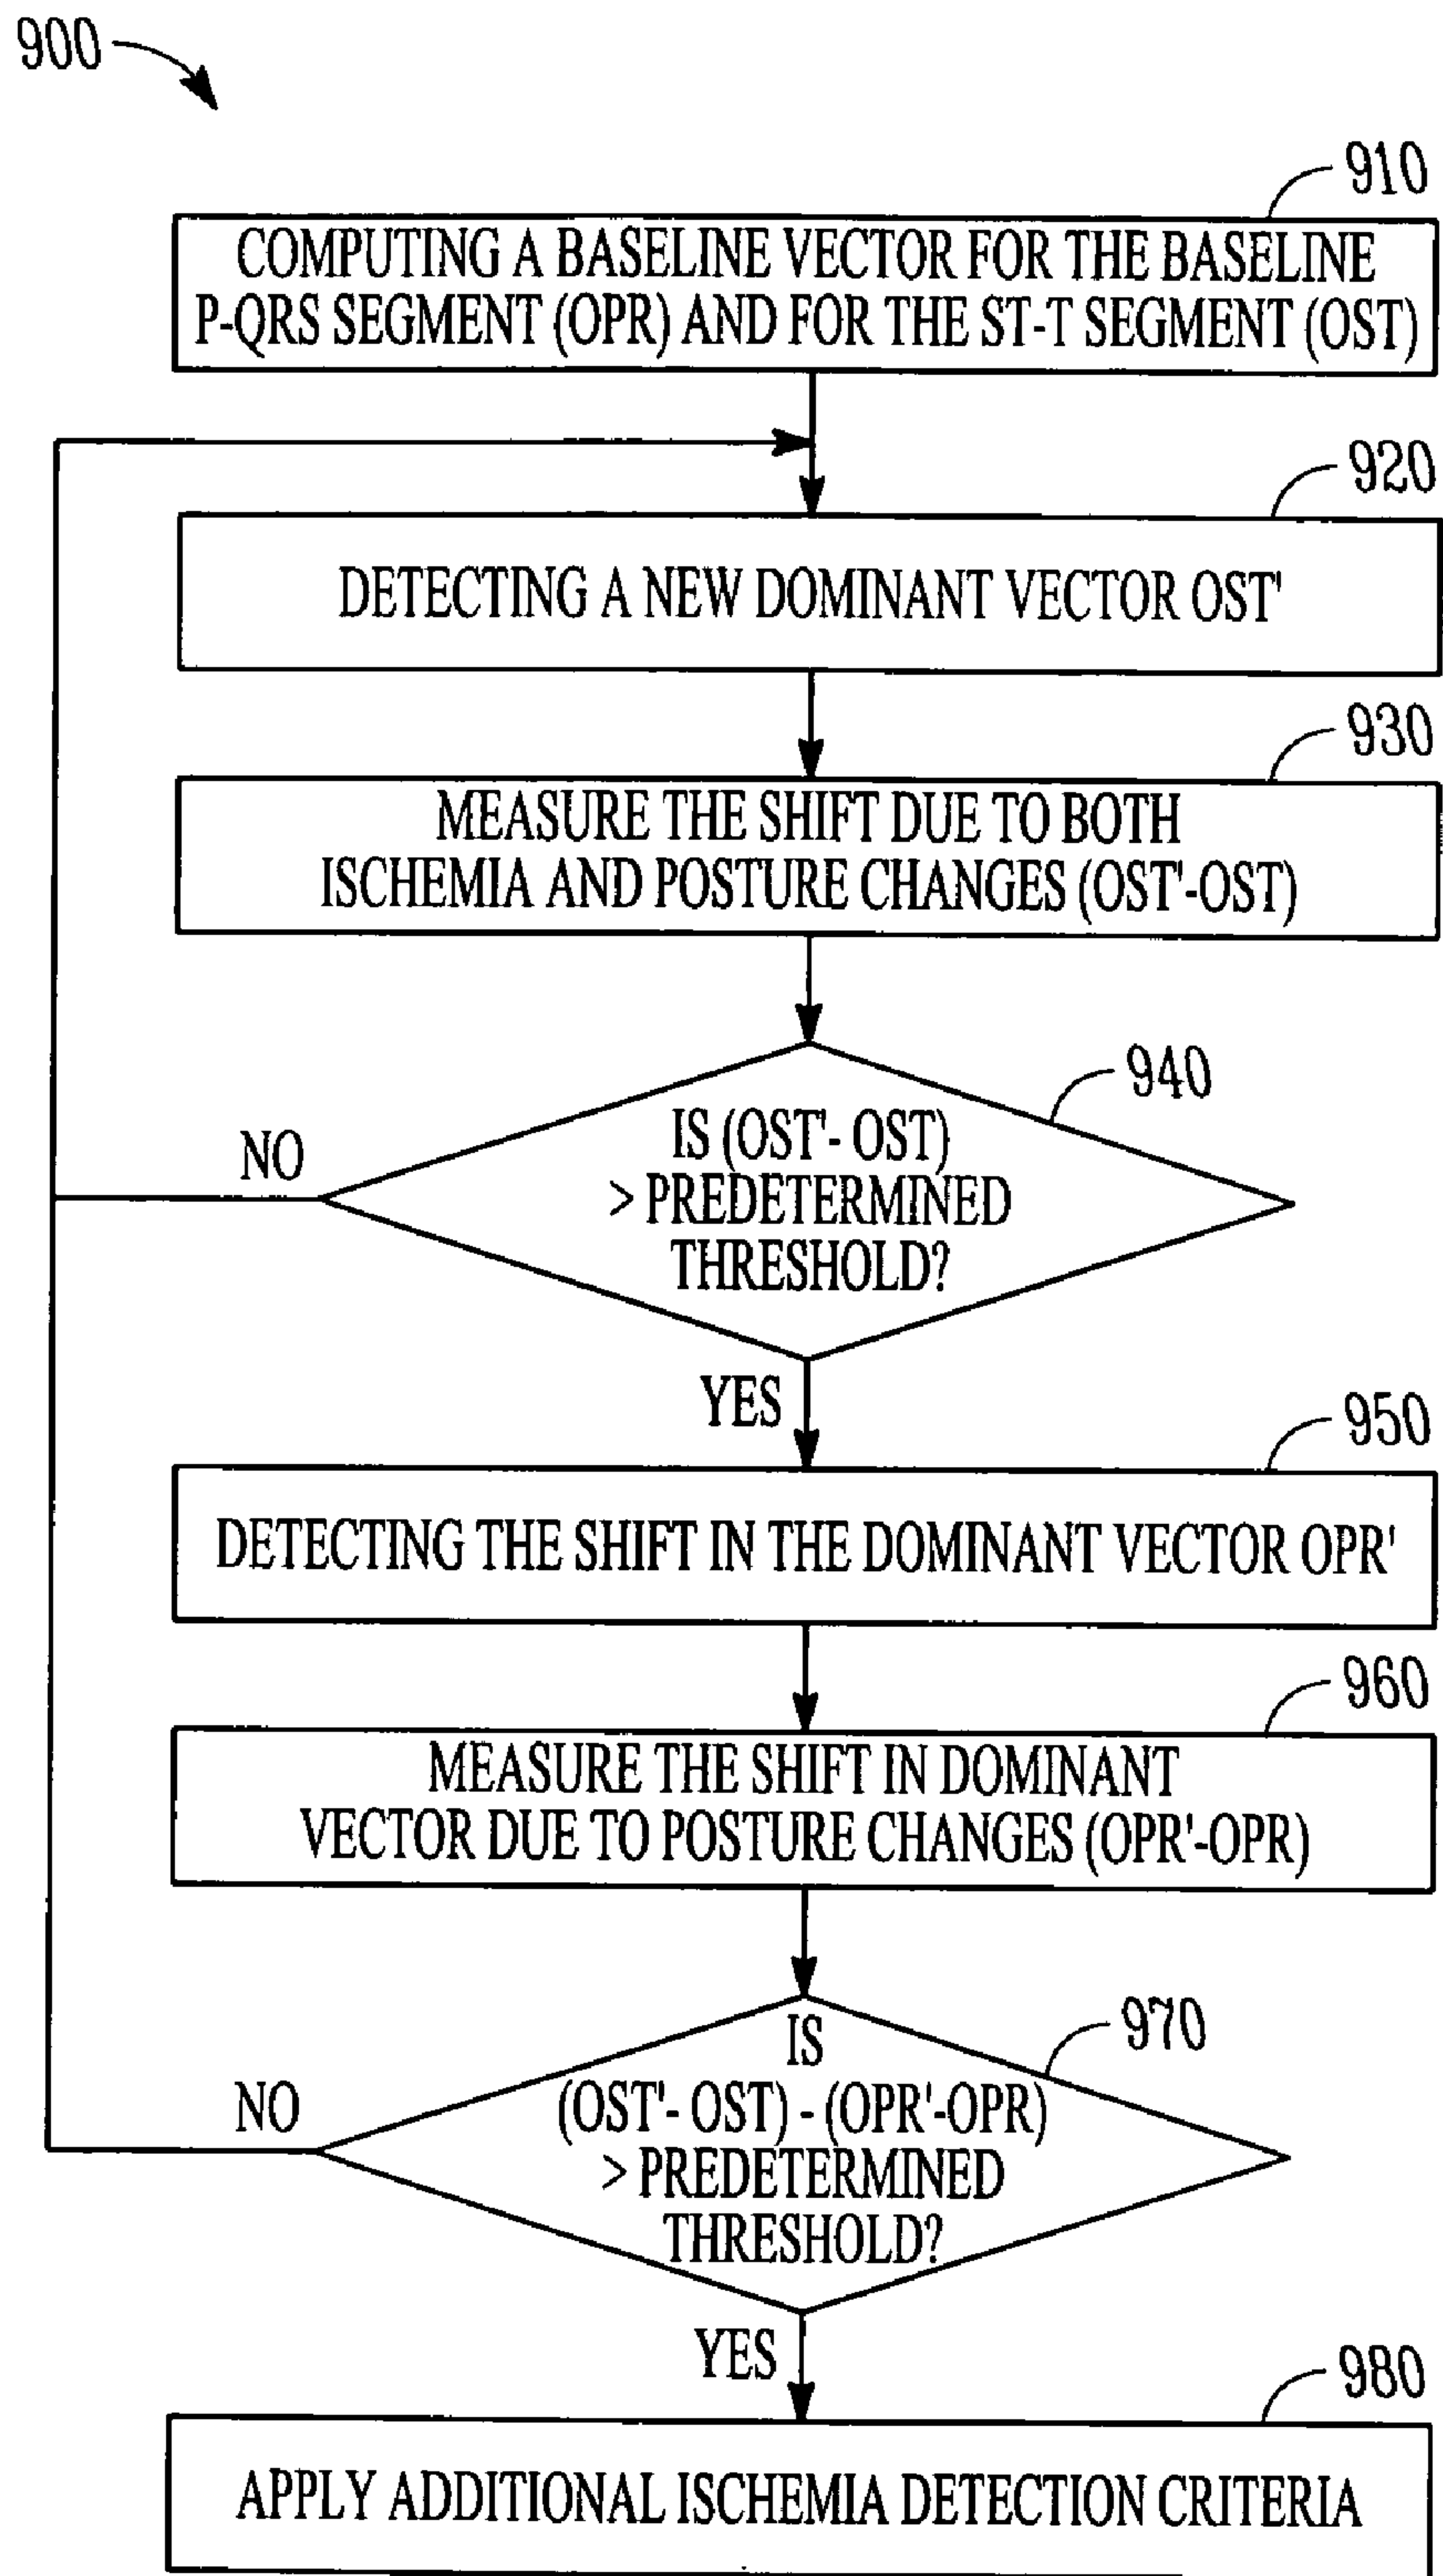 900
910
COMPUTING A BASELINE VECTOR FOR THE BASELINE
P-QRS SEGMENT (OPR) AND FOR THE ST-T SEGMENT (OST)
920
DETECTING A NEW DOMINANT VECTOR OST'
930
MEASURE THE SHIFT DUE TO BOTH
ISCHEMIA AND POSTURE CHANGES (OST'-OST)
940
IS (OST'- OST)
> PREDETERMINED
THRESHOLD?
NO
YES
950
DETECTING THE SHIFT IN THE DOMINANT VECTOR OPR'
960
MEASURE THE SHIFT IN DOMINANT
VECTOR DUE TO POSTURE CHANGES (OPR'-OPR)
970
IS
(OST'- OST) - (OPR'-OPR)
> PREDETERMINED
THRESHOLD?
NO
YES
980
APPLY ADDITIONAL ISCHEMIA DETECTION CRITERIA